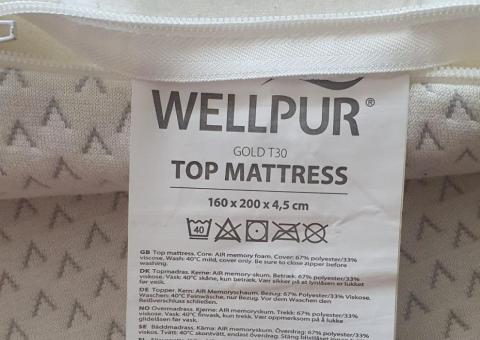 WELLPUR®
GOLD T30
TOP MATTRESS
160 x 200 x 4,5 cm
40
GB Top mattress. Core: AIR memory foam. Cover: 67% polyester/33%
viscose. Wash: 40°C mild, cover only. Be sure to close zipper before
washing.
DK Topmadras. Kerne: AIR memory-skum. Betræk: 67% polyester/33%
viskose. Vask: 40°C skåne, kun betræk. Vær sikker på at lynlåsen er lukket
før vask.
DE Topper. Kern: AIR Memoryschaum. Bezug: 67% Polyester/33% Viskose.
Waschen: 40°C Feinwäsche, nur Bezug. Vor dem Waschen den
Reißverschluss schließen.
NO Overmadrass. Kjerne: AIR memory-skum. Trekk: 67% polyester/33%
viskose. Vask: 40°C finvask, kun trekk. Vær oppmerksom på å lukke
glidelåsen før vask.
SE Bäddmadrass. Kärna: AIR memory-skum. Överdrag: 67% polyester/33%
viskos. Tvätt: 40°C skontvätt, endast överdrag.